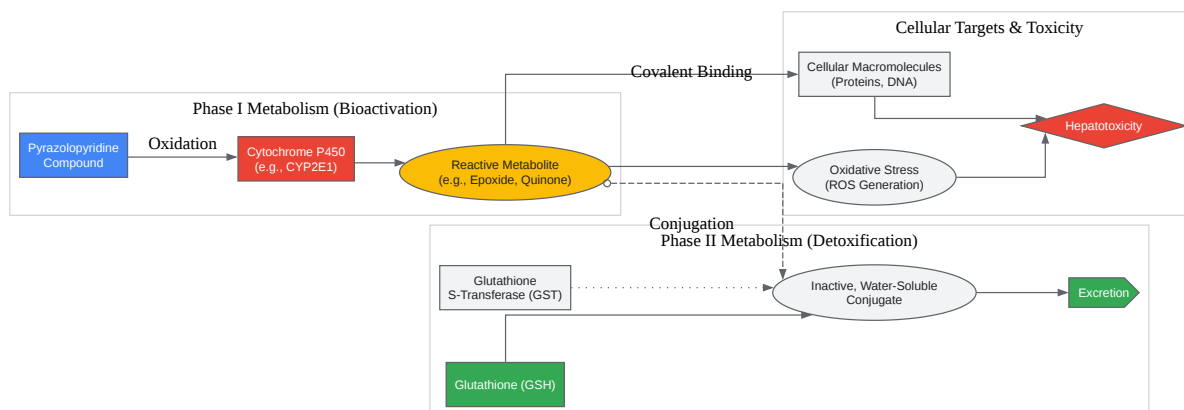 Cellular Targets & Toxicity
Cellular Macromolecules
(Proteins, DNA)
Covalent Binding
Phase I Metabolism (Bioactivation)
Hepatotoxicity
Pyrazolopyridine
Compound
Oxidation
Cytochrome P450
(e.g., CYP2E1)
Reactive Metabolite
(e.g., Epoxide, Quinone)
Oxidative Stress
(ROS Generation)
Conjugation
Phase II Metabolism (Detoxification)
Glutathione
S-Transferase (GST)
Inactive, Water-Soluble
Conjugate
Excretion
Glutathione (GSH)